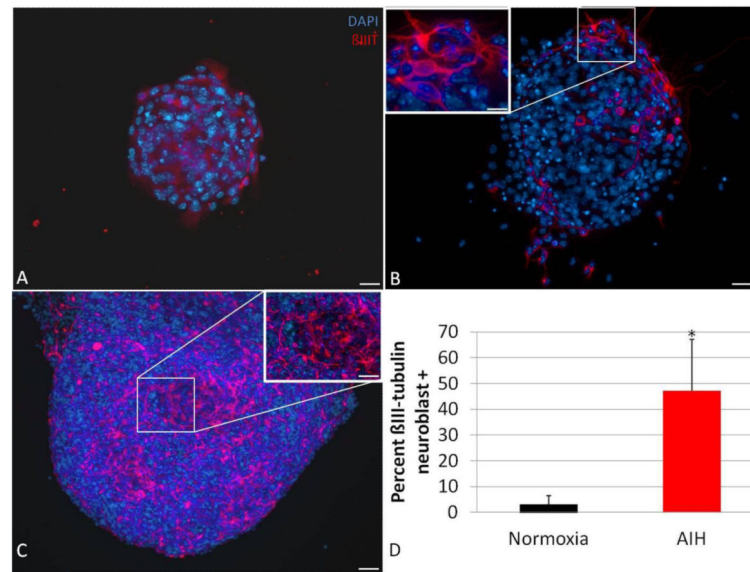 DAPI
ßIIIT
A
B
C
Percent ßIII-tubulin
neuroblast +
70
60
50
40
30
20
10
0
*
Normoxia
AIH
D